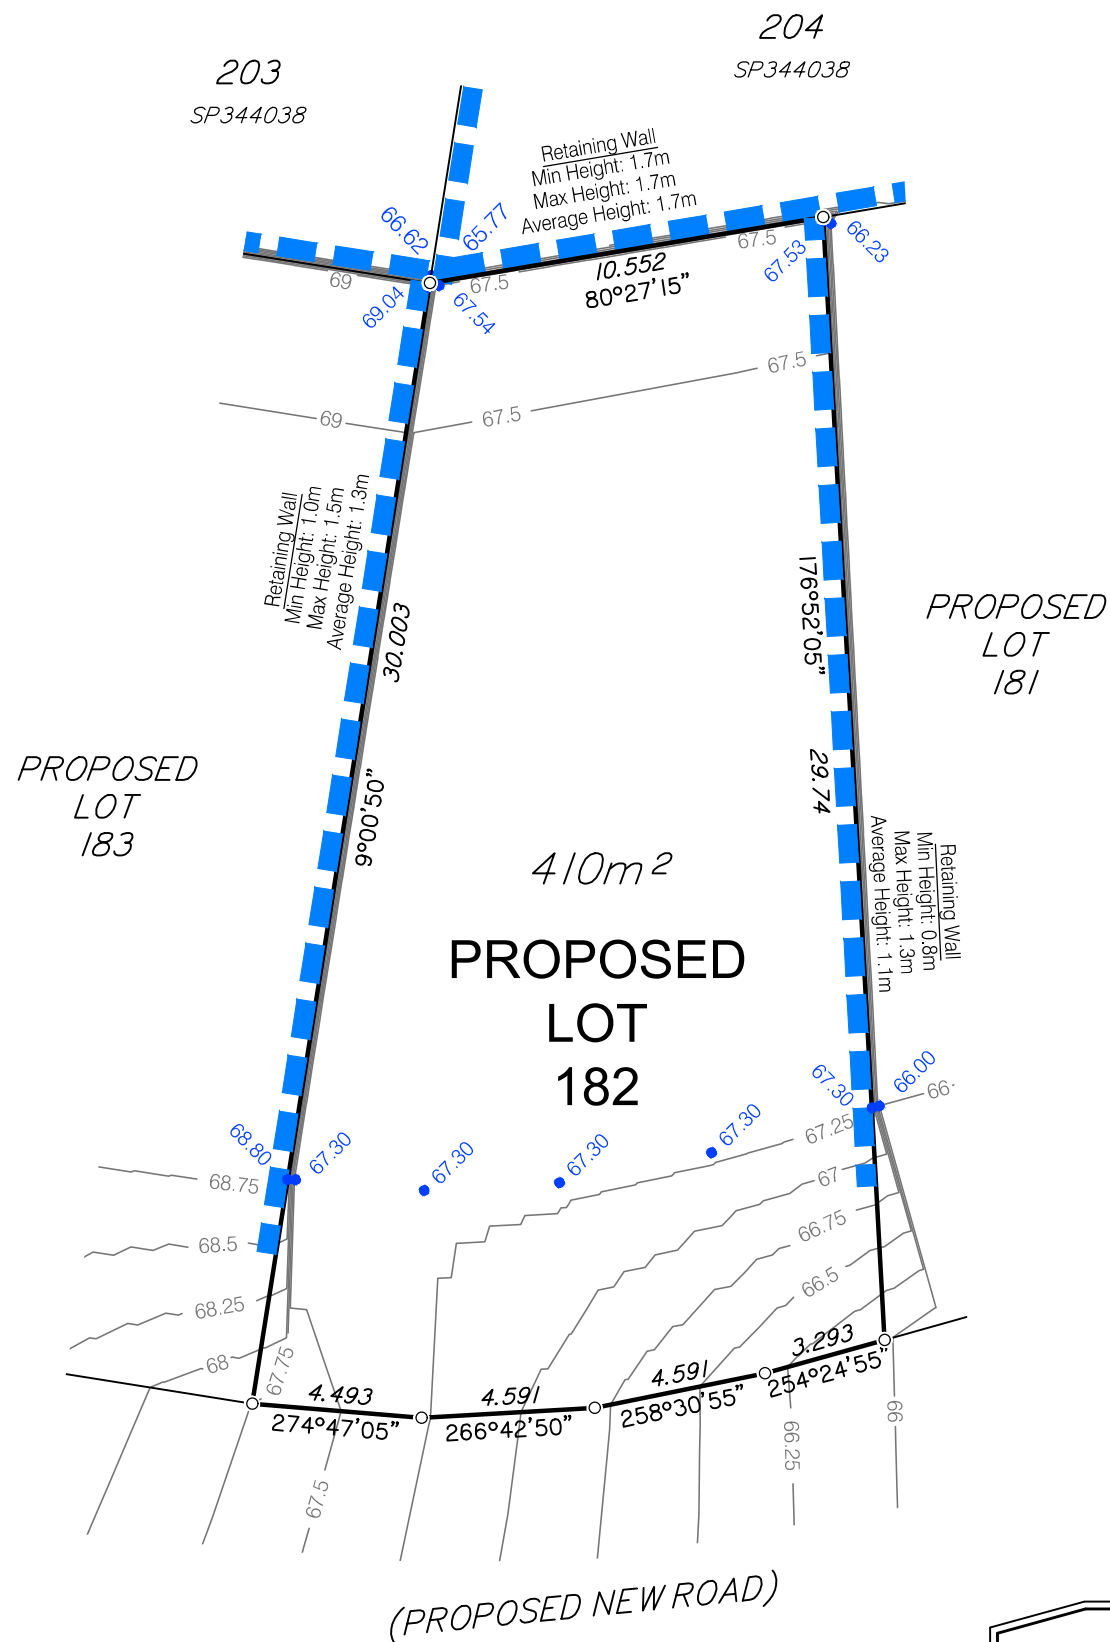 204
SP344038
203
SP344038
Retaining Wall
Min Height: 1.7m
Max Height: 1.7m
Average Height: 1.7m
66.62
65.77
67.5
67.53
66.23
69
69.04
67.5
67.54
10.552
80°27'15"
67.5
69
67.5
Retaining Wall
Min Height: 1.0m
Max Height: 1.5m
Average Height: 1.3m
30.003
9°00'50"
176°52'05"
29.74
PROPOSED
LOT
181
PROPOSED
LOT
183
Retaining Wall
Min Height: 0.8m
Max Height: 1.3m
Average Height: 1.1m
410m²
PROPOSED
LOT
182
67.30
66.00
66.
68.80
67.30
67.30
67.30
67.30
67.25
67
68.75
66.75
68.5
66.5
68.25
68
67.75
4.493
274°47'05"
4.591
266°42'50"
4.591
258°30'55"
3.293
254°24'55"
67.5
66.25
66
(PROPOSED NEW ROAD)